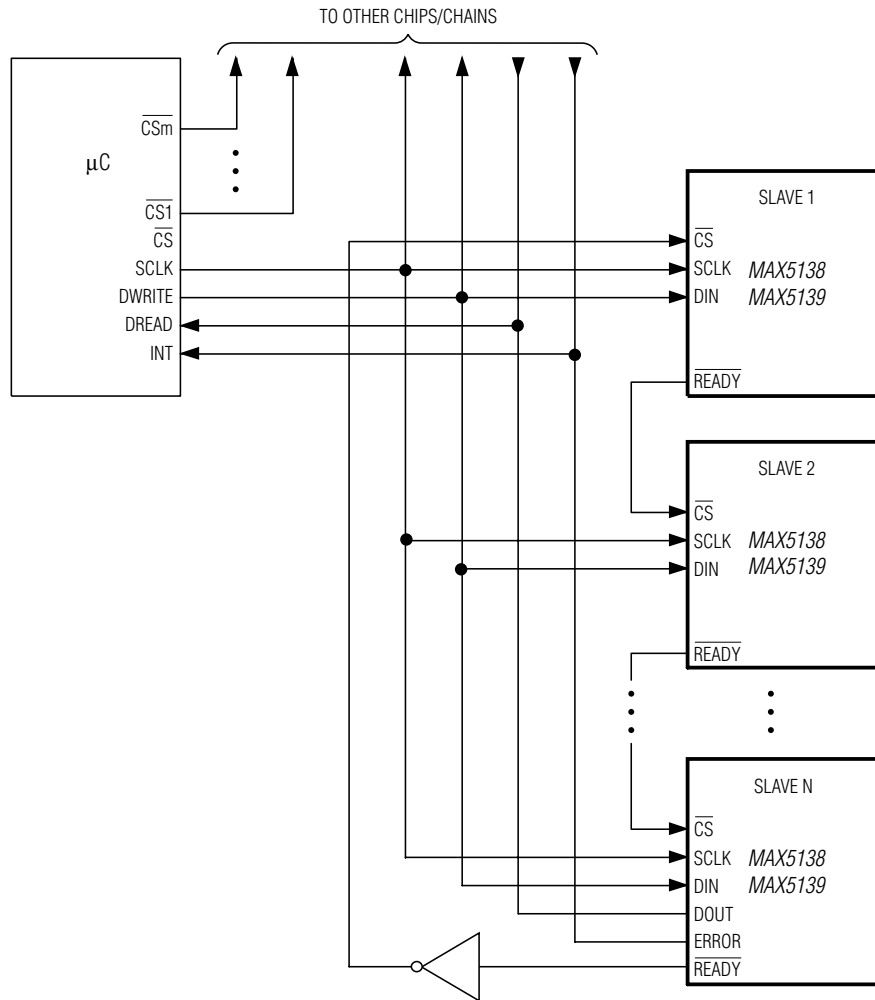 TO OTHER CHIPS/CHAINS
µC
CSm
CS1
CS
SCLK
DWRITE
DREAD
INT
SLAVE 1
CS
SCLK
DIN
MAX5138
MAX5139
READY
SLAVE 2
CS
SCLK
DIN
MAX5138
MAX5139
READY
SLAVE N
CS
SCLK
DIN
MAX5138
MAX5139
DOUT
ERROR
READY